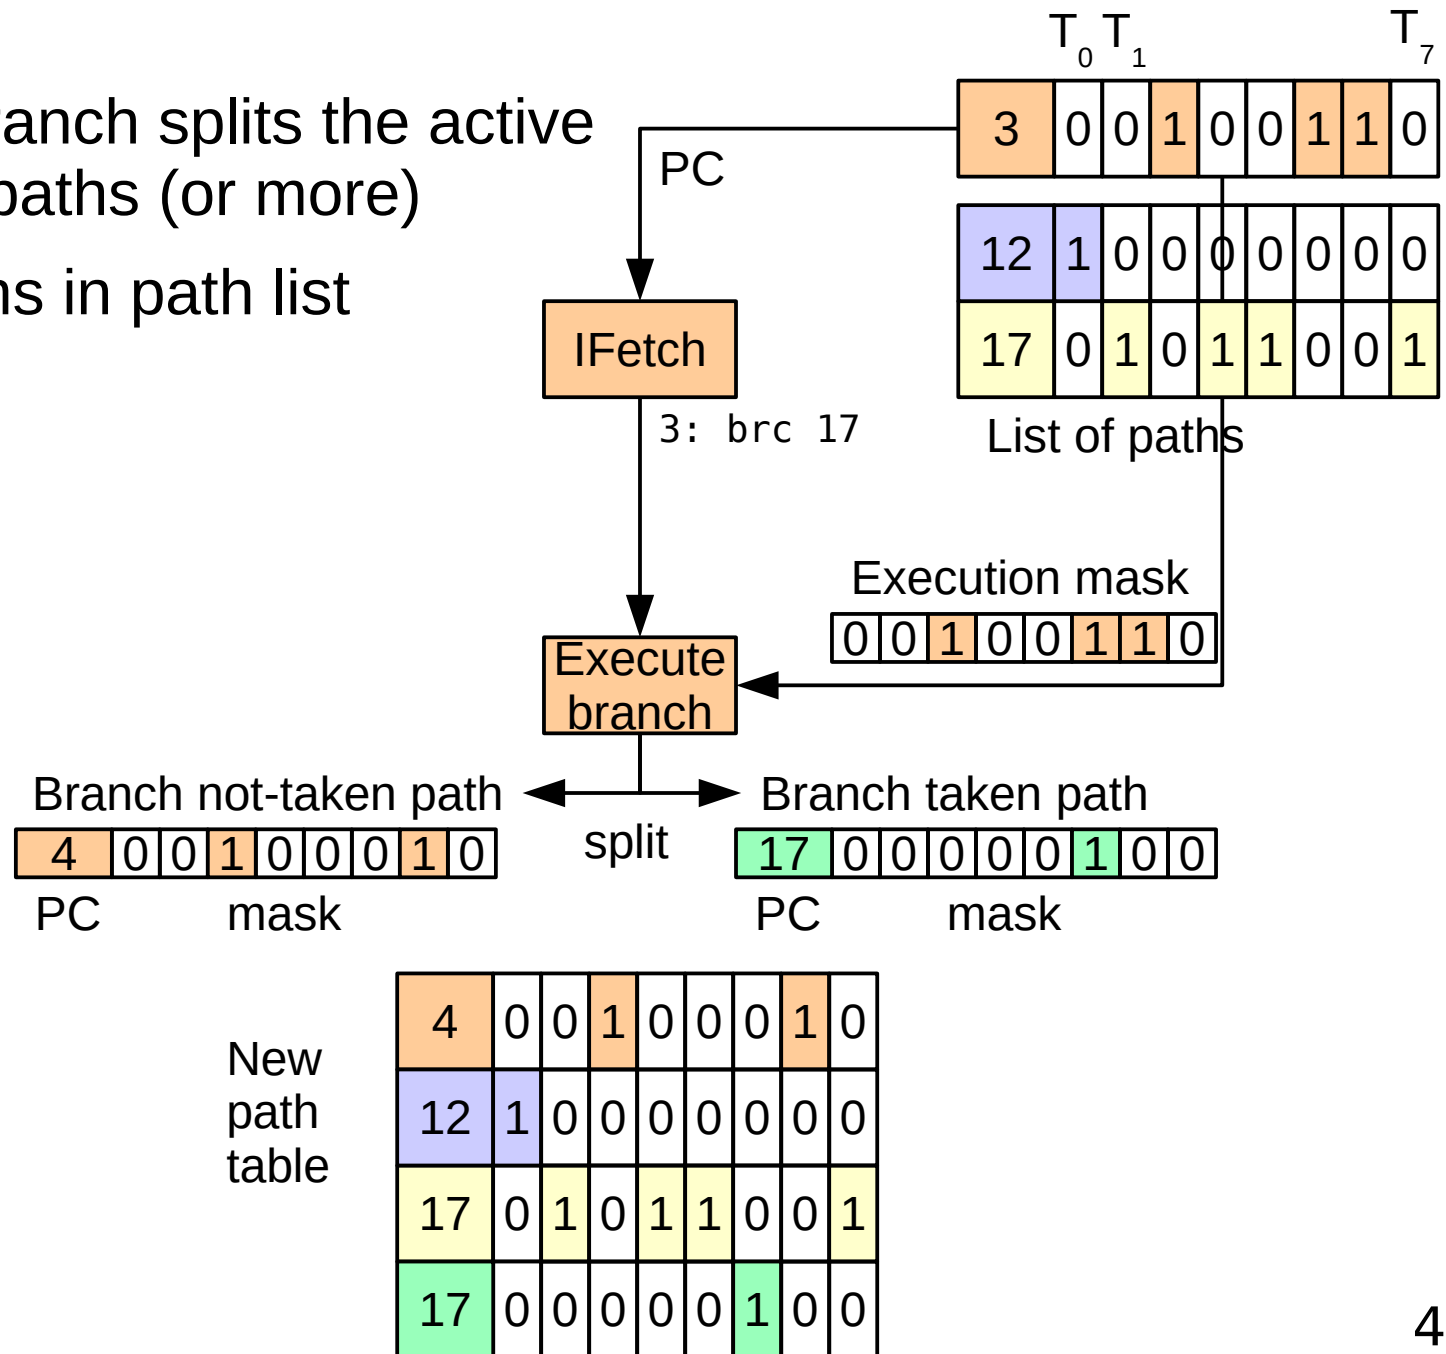 T0 T1 T7
ranch splits the active
paths (or more)
ns in path list
PC
3 0 0 1 0 0 1 1 0
12 1 0 0 0 0 0 0 0
17 0 1 0 1 1 0 0 1
List of paths
IFetch
3: brc 17
Execution mask
0 0 1 0 0 1 1 0
Execute
branch
Branch not-taken path
4 0 0 1 0 0 0 1 0
PC mask
split
Branch taken path
17 0 0 0 0 0 1 0 0
PC mask
New
path
table
4 0 0 1 0 0 0 1 0
12 1 0 0 0 0 0 0 0
17 0 1 0 1 1 0 0 1
17 0 0 0 0 0 1 0 0
4